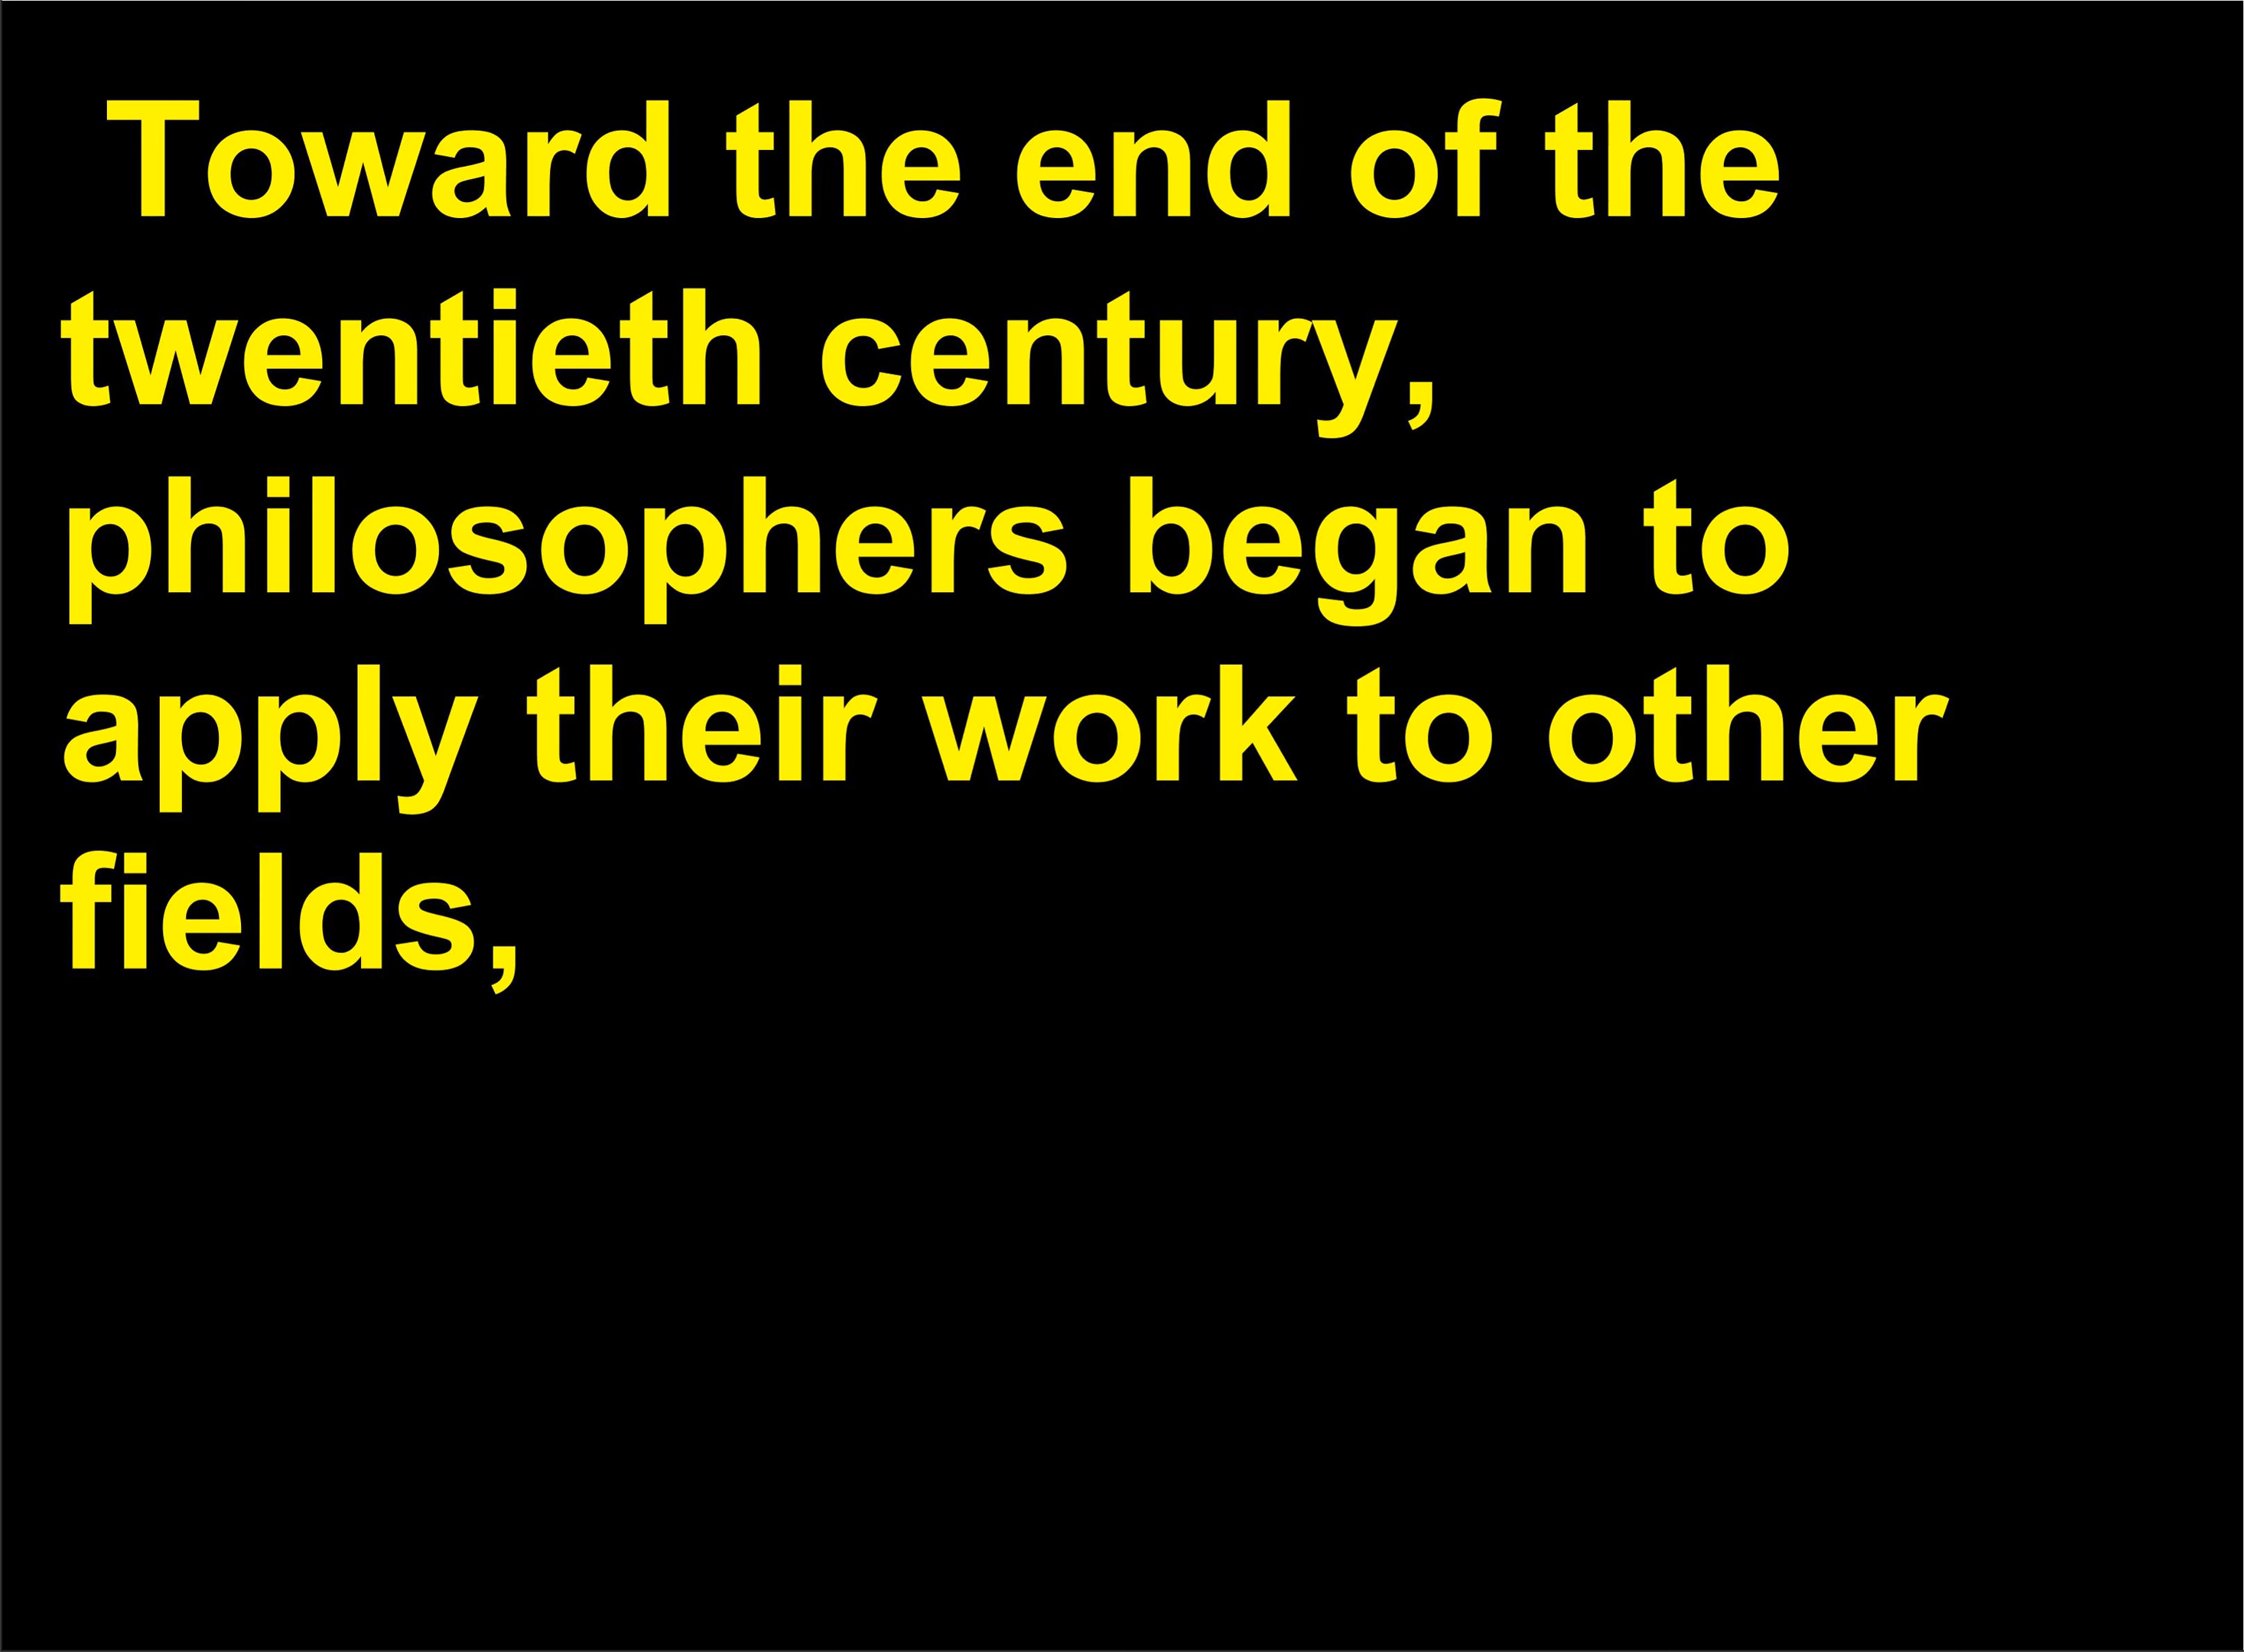 Toward the end of the
twentieth century,
philosophers began to
apply their work to other
fields,